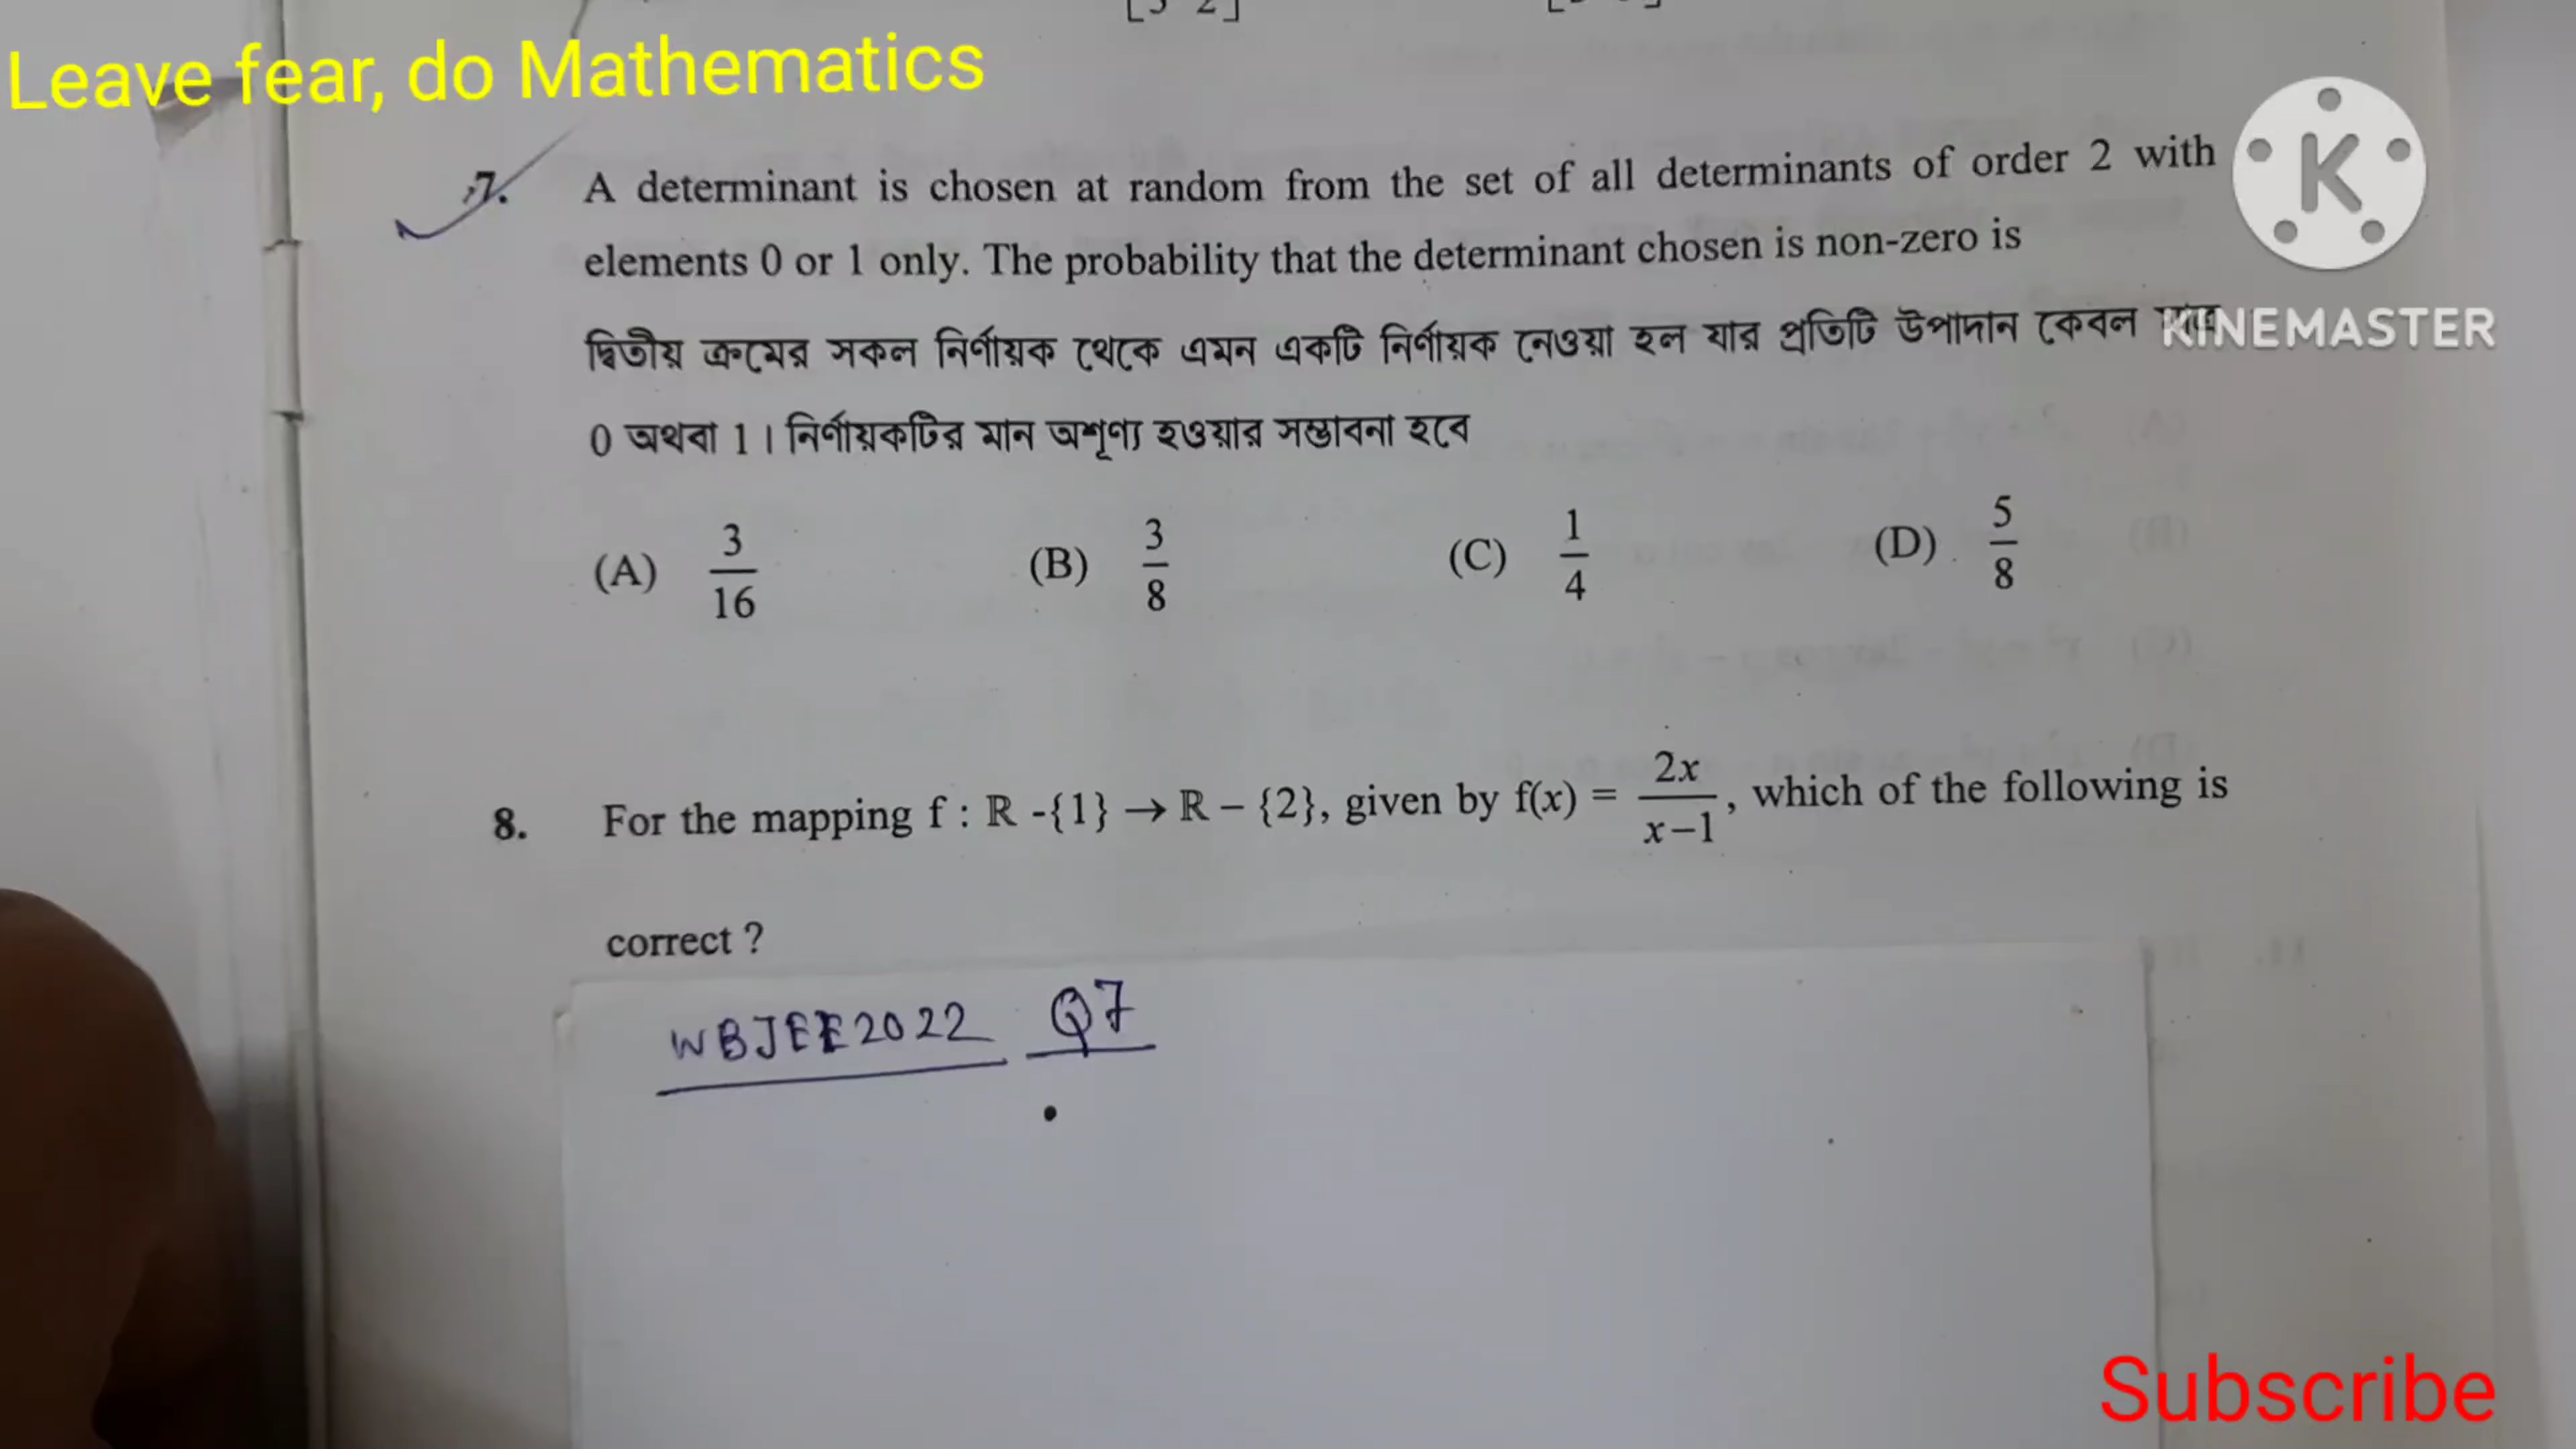 Leave fear, do Mathematics
7. A determinant is chosen at random from the set of all determinants of order 2 with
elements 0 or 1 only. The probability that the determinant chosen is non-zero is
দ্বিতীয় ক্রমের সকল নির্ণায়ক থেকে এমন একটি নির্ণায়ক নেওয়া হল যার প্রতিটি উপাদান কেবল
KINEMASTER
0 অথবা 1 । নির্ণায়কটির মান অশূণ্য হওয়ার সম্ভাবনা হবে
(A) 3/16 (B) 3/8 (C) 1/4 (D) 5/8
8. For the mapping f : ℝ -{1} → ℝ – {2}, given by f(x) = 2x/(x–1), which of the following is
correct ?
WBJEE2022 Q7
Subscribe